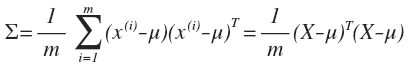 Σ= 1/m ∑_{i=1}^{m} (x^{(i)}-μ)(x^{(i)}-μ)^T = 1/m (X-μ)^T(X-μ)